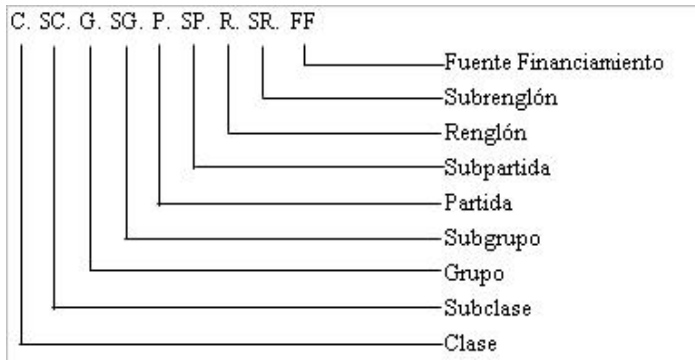 C. SC. G. SG. P. SP. R. SR. FF
Fuente Financiamiento
Subrenglón
Renglón
Subpartida
Partida
Subgrupo
Grupo
Subclase
Clase